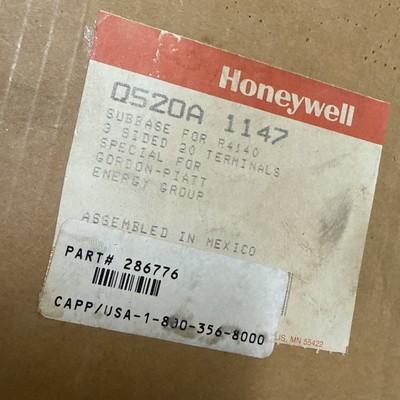 Honeywell
Q520A 1147
SUBBASE FOR R4140
3 SIDED 20 TERMINALS
SPECIAL FOR
GORDON-PIATT
ENERGY GROUP
ASSEMBLED IN MEXICO
PART# 286776
CAPP/USA-1-800-356-8000
MN 55422